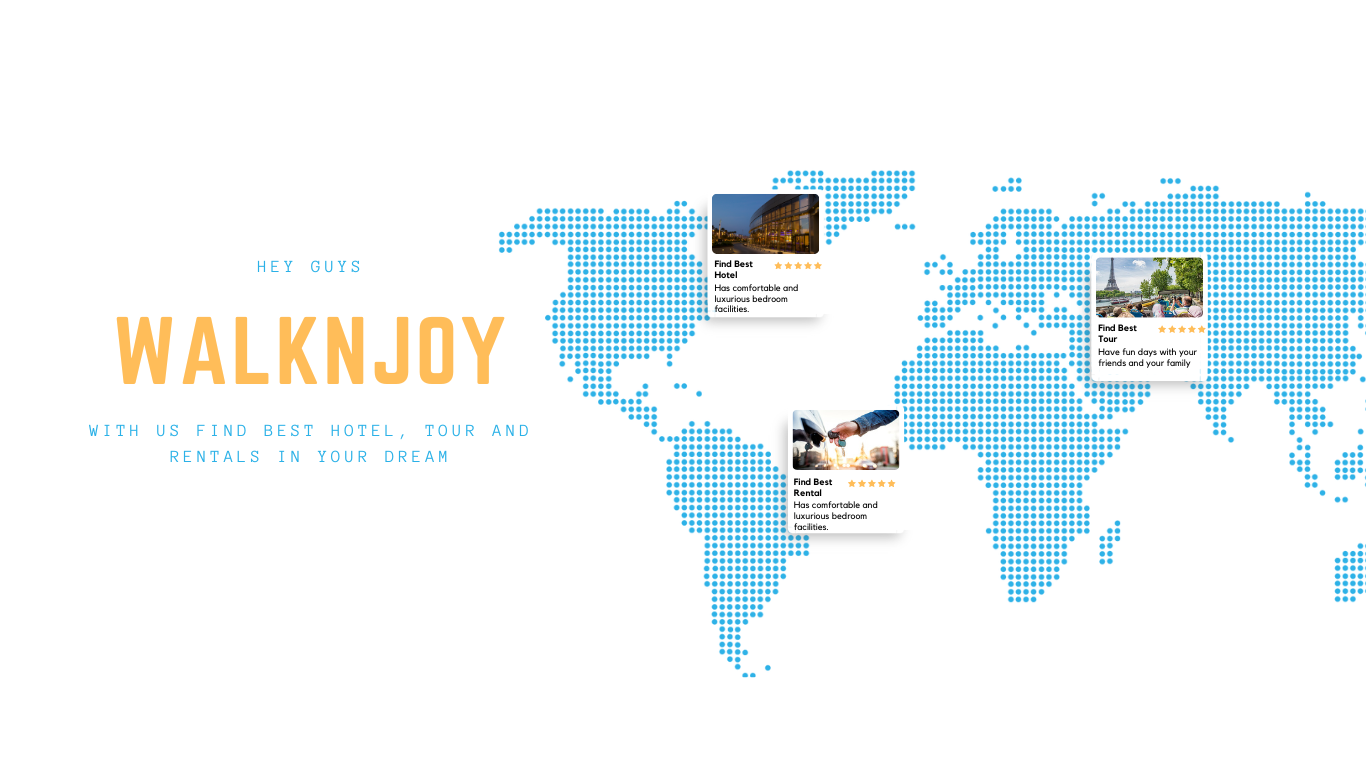 HEY GUYS
WALKNJOY
WITH US FIND BEST HOTEL, TOUR AND
RENTALS IN YOUR DREAM
Find Best
Hotel
Has comfortable and
luxurious bedroom
facilities.
Find Best
Tour
Have fun days with your
friends and your family
Find Best
Rental
Has comfortable and
luxurious bedroom
facilities.